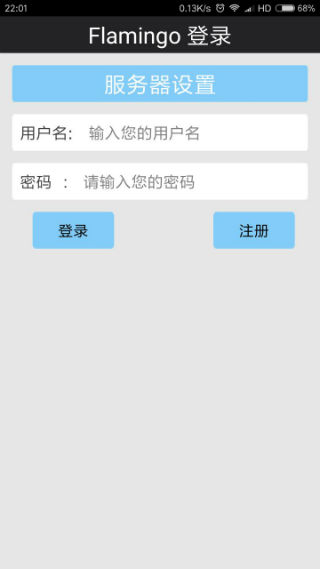 22:01 0.13K/s HD 68%
Flamingo 登录
服务器设置
用户名: 输入您的用户名
密码 : 请输入您的密码
登录 注册